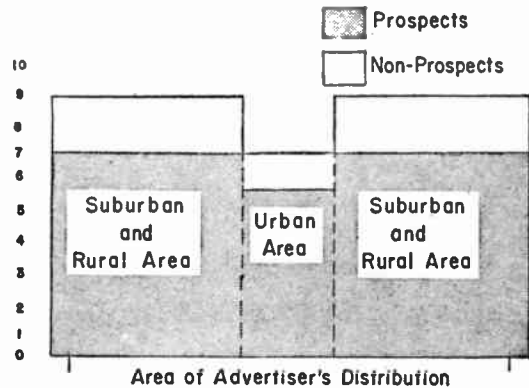 Prospects
Non-Prospects
10
9
8
7
6
5
4
3
2
1
0
Suburban
and
Rural Area
Urban
Area
Suburban
and
Rural Area
Area of Advertiser's Distribution